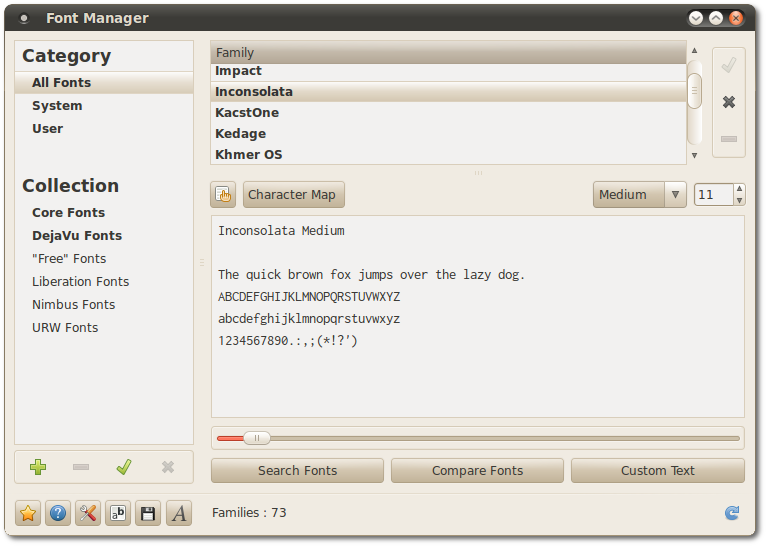 Font Manager
Category
All Fonts
System
User
Collection
Core Fonts
DejaVu Fonts
"Free" Fonts
Liberation Fonts
Nimbus Fonts
URW Fonts
Family
Impact
Inconsolata
KacstOne
Kedage
Khmer OS
Character Map
Medium
11
Inconsolata Medium
The quick brown fox jumps over the lazy dog.
ABCDEFGHIJKLMNOPQRSTUVWXYZ
abcdefghijklmnopqrstuvwxyz
1234567890.:,;(*!?')
Search Fonts
Compare Fonts
Custom Text
?
ab
A
Families : 73